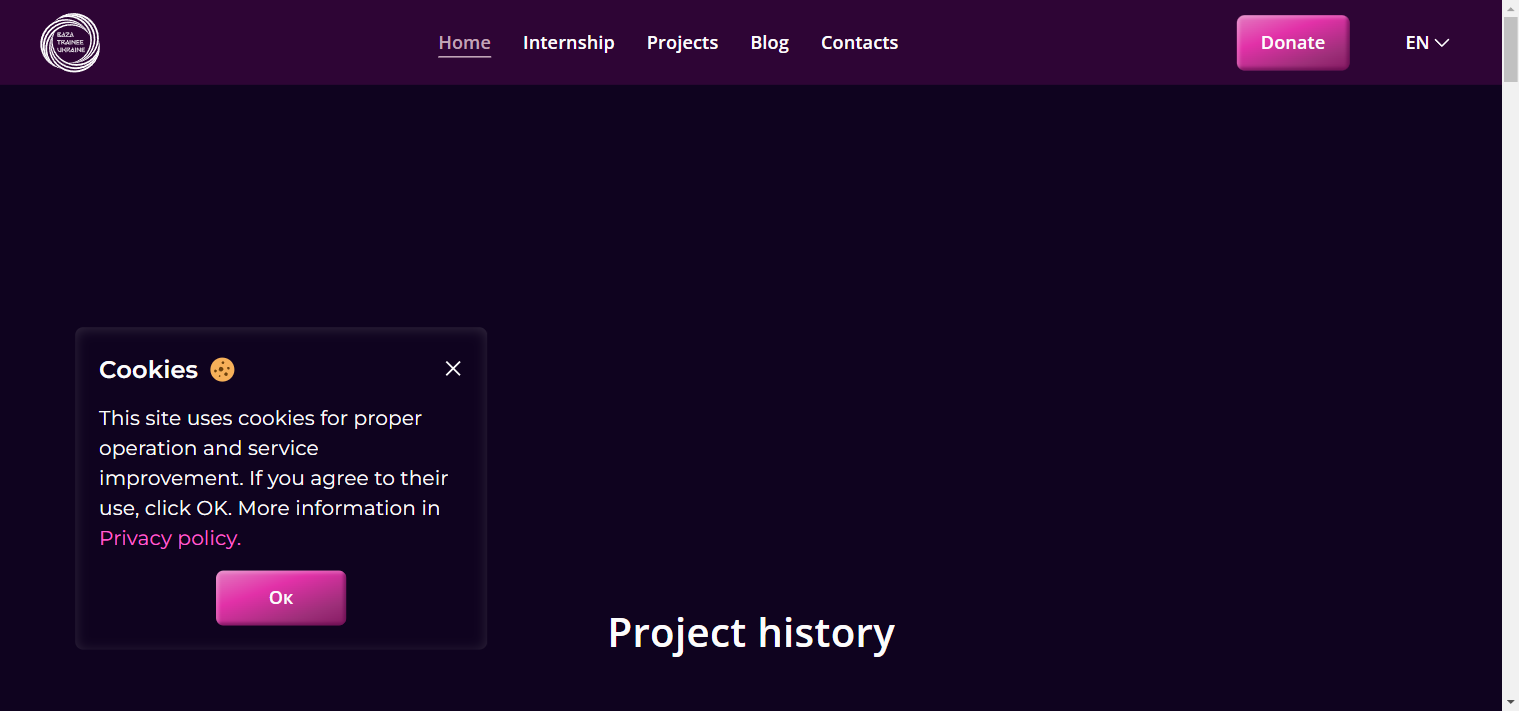 BAZA
TRAINEE
UKRAINE
Home
Internship
Projects
Blog
Contacts
Donate
EN
Cookies
This site uses cookies for proper
operation and service
improvement. If you agree to their
use, click OK. More information in
Privacy policy.
Ок
Project history